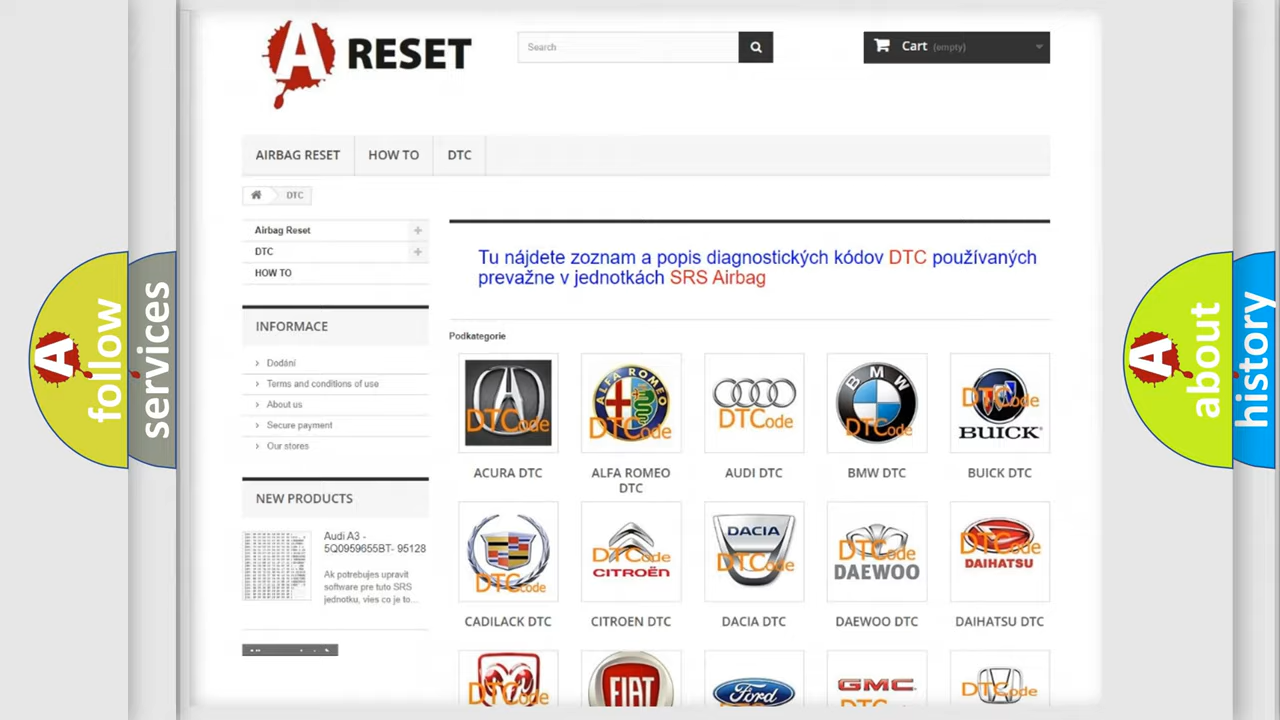 A RESET
Search
Cart (empty)
AIRBAG RESET
HOW TO
DTC
DTC
Airbag Reset
DTC
HOW TO
INFORMACE
Dodání
Terms and conditions of use
About us
Secure payment
Our stores
NEW PRODUCTS
Audi A3 -
5Q0959655BT- 95128
Ak potrebujes upravit
software pre tuto SRS
jednotku, vies co je to...
Tu nájdete zoznam a popis diagnostických kódov DTC používaných
prevažne v jednotkách SRS Airbag
Podkategorie
DTCode
ALFA ROMEO
DTCode
DTCode
BMW
DTCode
DTCode
BUICK
ACURA DTC
ALFA ROMEO
DTC
AUDI DTC
BMW DTC
BUICK DTC
DTCode
DTCode
CITROËN
DACIA
DTCode
DTCode
DAEWOO
DTCode
DAIHATSU
CADILACK DTC
CITROEN DTC
DACIA DTC
DAEWOO DTC
DAIHATSU DTC
DTCode
FIAT
Ford
GMC
DTCode
A follow
services
A about
history